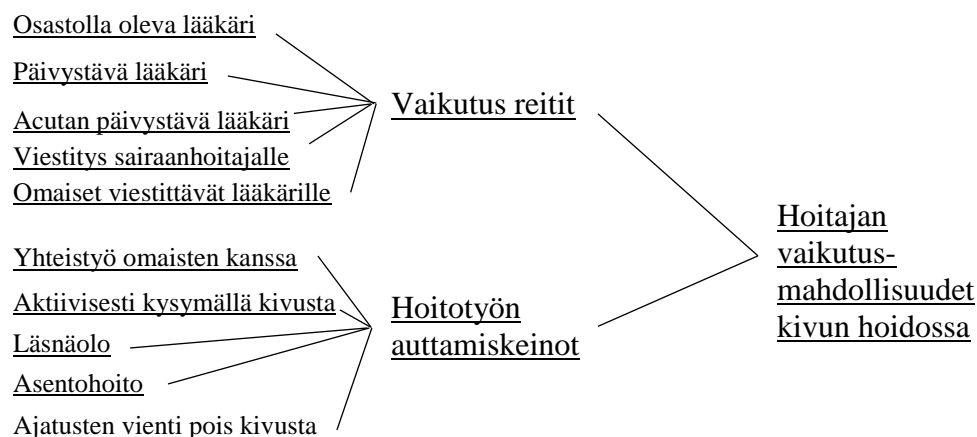 Osastolla oleva lääkäri
Päivystävä lääkäri
Acutan päivystävä lääkäri
Viestitys sairaanhoitajalle
Omaiset viestittävät lääkärille
Vaikutus reitit
Yhteistyö omaisten kanssa
Aktiivisesti kysymällä kivusta
Läsnäolo
Asentohoito
Ajatusten vienti pois kivusta
Hoitotyön
auttamiskeinot
Hoitajan
vaikutus-
mahdollisuudet
kivun hoidossa